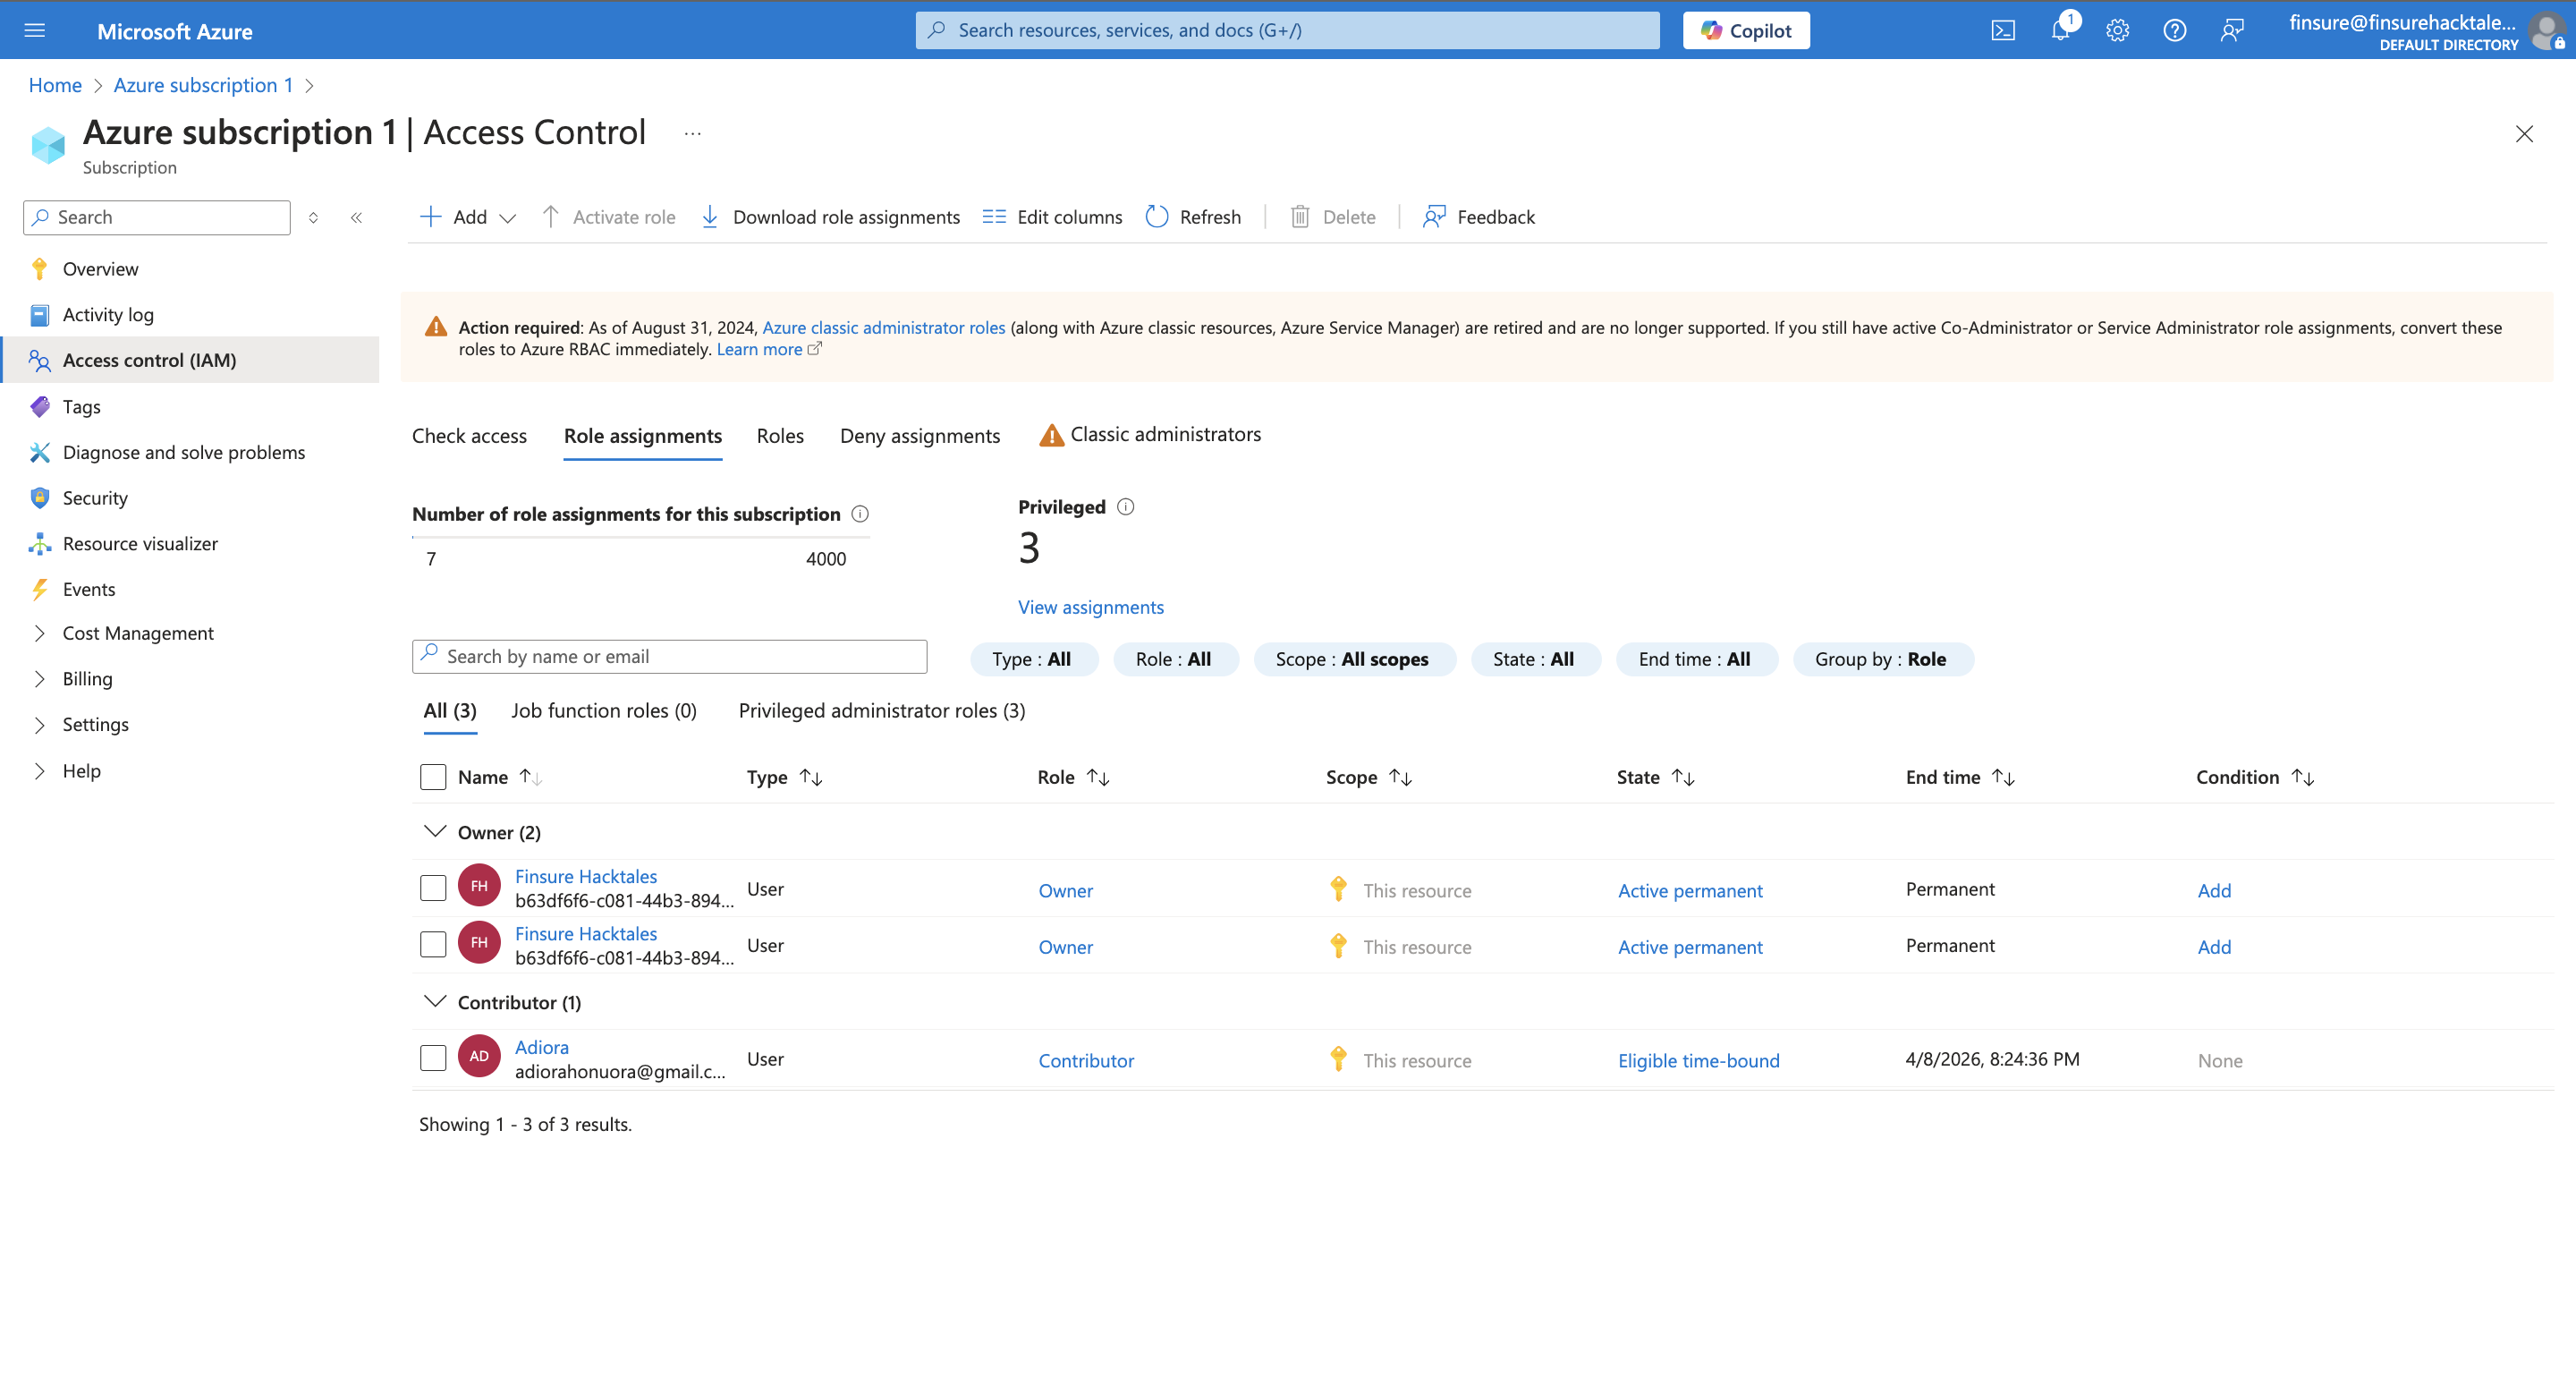 Microsoft Azure
Search resources, services, and docs (G+/)
Copilot
1
finsure@finsurehacktale...
DEFAULT DIRECTORY
Home > Azure subscription 1 >
Azure subscription 1 | Access Control ...
Subscription
Search
Add
Activate role
Download role assignments
Edit columns
Refresh
Delete
Feedback
Overview
Activity log
Access control (IAM)
Tags
Diagnose and solve problems
Security
Resource visualizer
Events
Cost Management
Billing
Settings
Help
Action required: As of August 31, 2024, Azure classic administrator roles (along with Azure classic resources, Azure Service Manager) are retired and are no longer supported. If you still have active Co-Administrator or Service Administrator role assignments, convert these
roles to Azure RBAC immediately. Learn more
Check access Role assignments Roles Deny assignments Classic administrators
Number of role assignments for this subscription
7 4000
Privileged
3
View assignments
Search by name or email
Type : All Role : All Scope : All scopes State : All End time : All Group by : Role
All (3) Job function roles (0) Privileged administrator roles (3)
Name Type Role Scope State End time Condition
Owner (2)
FH Finsure Hacktales User Owner This resource Active permanent Permanent Add
b63df6f6-c081-44b3-894...
FH Finsure Hacktales User Owner This resource Active permanent Permanent Add
b63df6f6-c081-44b3-894...
Contributor (1)
AD Adiora User Contributor This resource Eligible time-bound 4/8/2026, 8:24:36 PM None
adiorahonuora@gmail.c...
Showing 1 - 3 of 3 results.